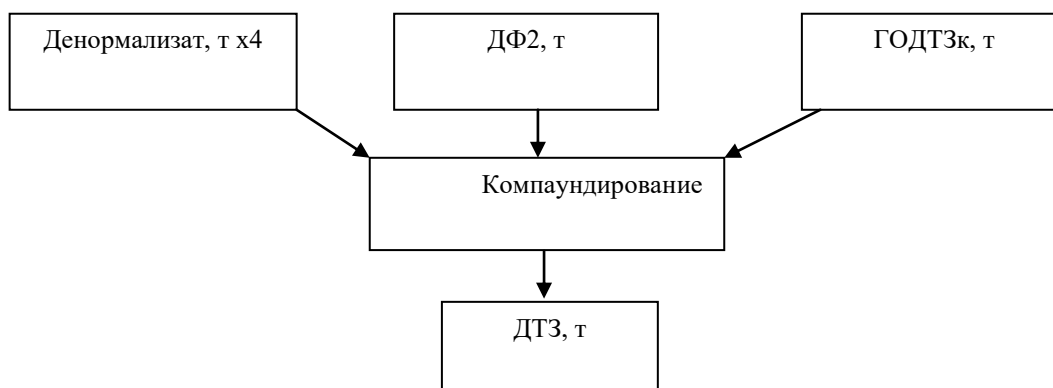 Денормализат, т x4
ДФ2, т
ГОДТЗк, т
Компаундирование
ДТЗ, т